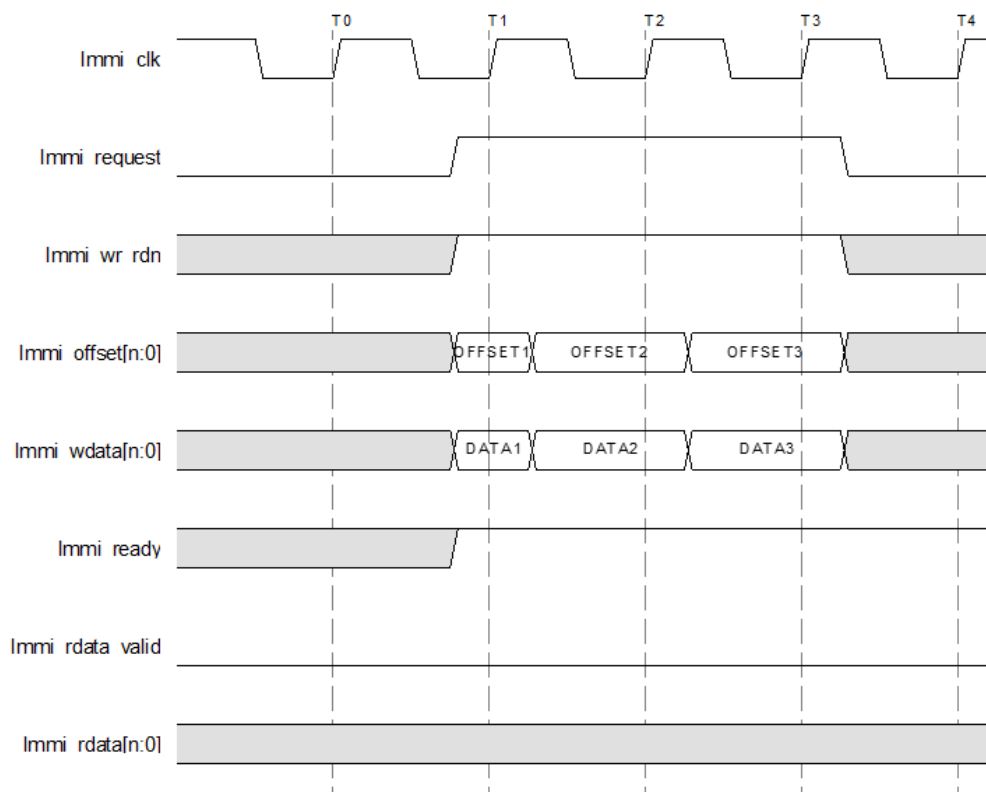 T0 T1 T2 T3 T4
lmmi clk
lmmi request
lmmi wr rdn
lmmi offset[n:0] OFFSET1 OFFSET2 OFFSET3
lmmi wdata[n:0] DATA1 DATA2 DATA3
lmmi ready
lmmi rdata valid
lmmi rdata[n:0]